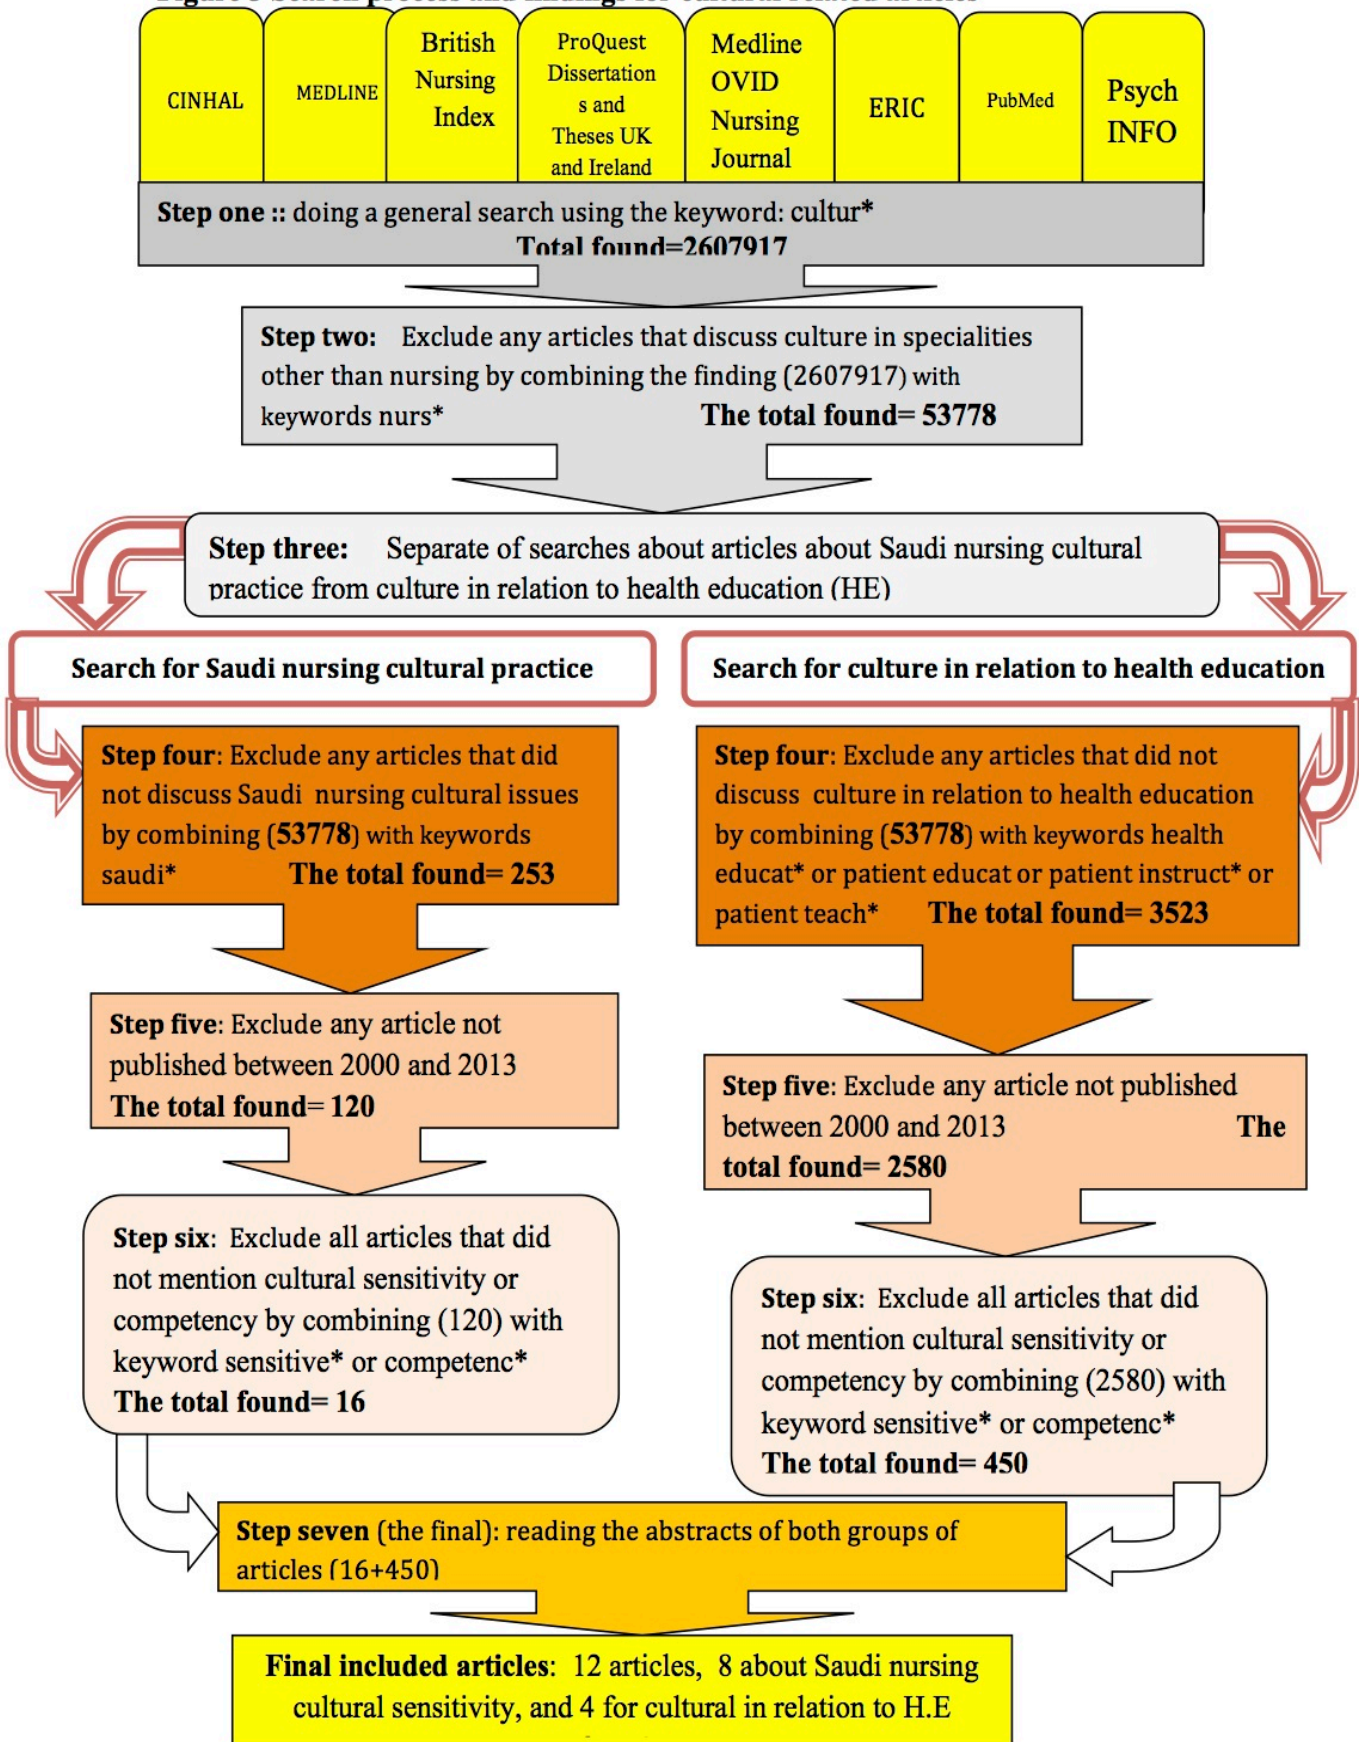 CINHAL
MEDLINE
British
Nursing
Index
ProQuest
Dissertation
s and
Theses UK
and Ireland
Medline
OVID
Nursing
Journal
ERIC
PubMed
Psych
INFO
Step one :: doing a general search using the keyword: cultur*
Total found=2607917
Step two: Exclude any articles that discuss culture in specialities
other than nursing by combining the finding (2607917) with
keywords nurs* The total found= 53778
Step three: Separate of searches about articles about Saudi nursing cultural
practice from culture in relation to health education (HE)
Search for Saudi nursing cultural practice
Search for culture in relation to health education
Step four: Exclude any articles that did
not discuss Saudi nursing cultural issues
by combining (53778) with keywords
saudi* The total found= 253
Step four: Exclude any articles that did not
discuss culture in relation to health education
by combining (53778) with keywords health
educat* or patient educat or patient instruct* or
patient teach* The total found= 3523
Step five: Exclude any article not
published between 2000 and 2013
The total found= 120
Step five: Exclude any article not published
between 2000 and 2013 The
total found= 2580
Step six: Exclude all articles that did
not mention cultural sensitivity or
competency by combining (120) with
keyword sensitive* or competenc*
The total found= 16
Step six: Exclude all articles that did
not mention cultural sensitivity or
competency by combining (2580) with
keyword sensitive* or competenc*
The total found= 450
Step seven (the final): reading the abstracts of both groups of
articles (16+450)
Final included articles: 12 articles, 8 about Saudi nursing
cultural sensitivity, and 4 for cultural in relation to H.E